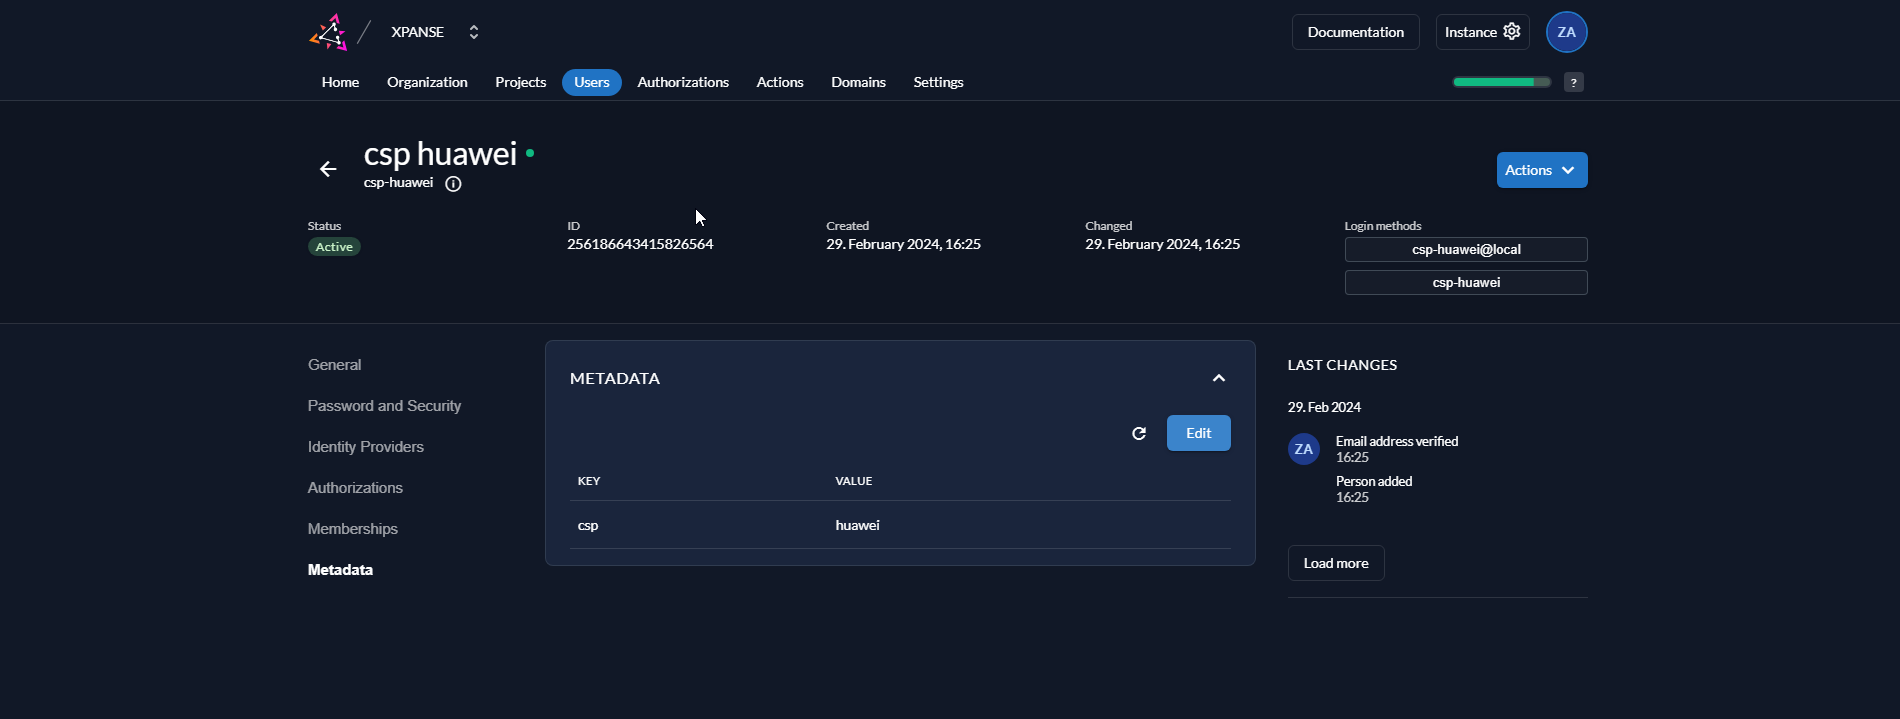 XPANSE
Documentation
Instance
ZA
Home Organization Projects Users Authorizations Actions Domains Settings
?
csp huawei
csp-huawei
Actions
Status
Active
ID
256186643415826564
Created
29. February 2024, 16:25
Changed
29. February 2024, 16:25
Login methods
csp-huawei@local
csp-huawei
General
Password and Security
Identity Providers
Authorizations
Memberships
Metadata
METADATA
Edit
KEY VALUE
csp huawei
LAST CHANGES
29. Feb 2024
ZA
Email address verified
16:25
Person added
16:25
Load more